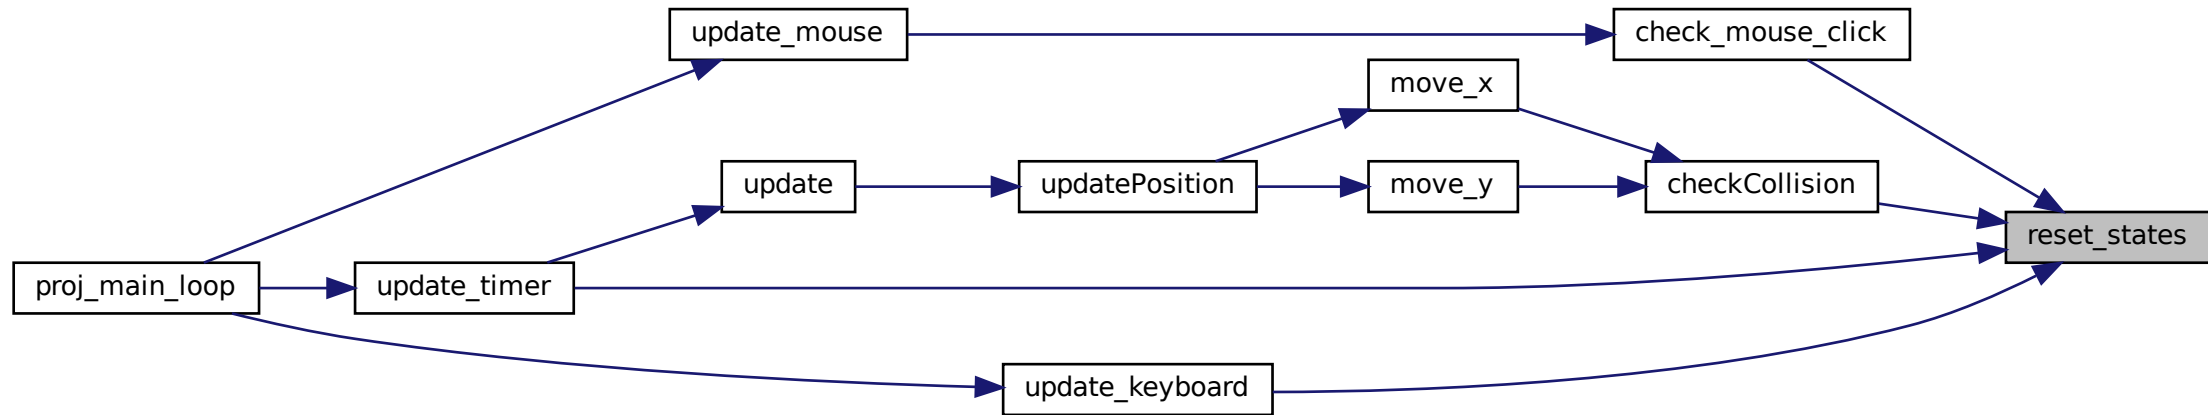 update_mouse
check_mouse_click
move_x
update
updatePosition
move_y
checkCollision
reset_states
proj_main_loop
update_timer
update_keyboard